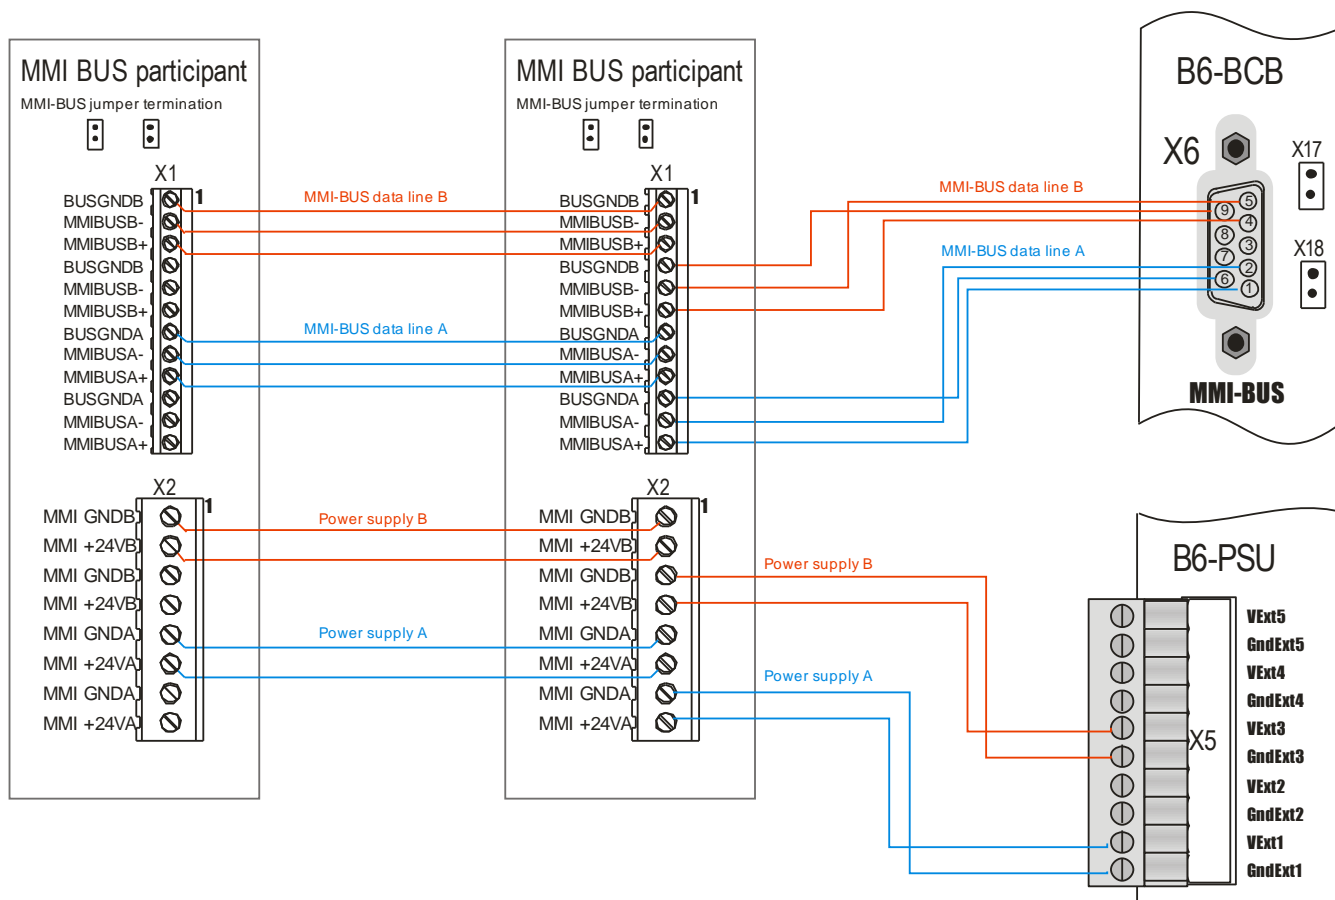 MMI BUS participant
MMI-BUS jumper termination
X1
1
BUSGNDB
MMIBUSB-
MMIBUSB+
BUSGNDB
MMIBUSB-
MMIBUSB+
BUSGNDA
MMIBUSA-
MMIBUSA+
BUSGNDA
MMIBUSA-
MMIBUSA+
X2
1
MMI GNDB
MMI +24VB
MMI GNDB
MMI +24VB
MMI GNDA
MMI +24VA
MMI GNDA
MMI +24VA
MMI-BUS data line B
MMI-BUS data line A
Power supply B
Power supply A
MMI BUS participant
MMI-BUS jumper termination
X1
1
BUSGNDB
MMIBUSB-
MMIBUSB+
BUSGNDB
MMIBUSB-
MMIBUSB+
BUSGNDA
MMIBUSA-
MMIBUSA+
BUSGNDA
MMIBUSA-
MMIBUSA+
X2
1
MMI GNDB
MMI +24VB
MMI GNDB
MMI +24VB
MMI GNDA
MMI +24VA
MMI GNDA
MMI +24VA
MMI-BUS data line B
MMI-BUS data line A
Power supply B
Power supply A
B6-BCB
X6
X17
X18
5
9
4
8
3
7
2
6
1
MMI-BUS
B6-PSU
X5
VExt5
GndExt5
VExt4
GndExt4
VExt3
GndExt3
VExt2
GndExt2
VExt1
GndExt1